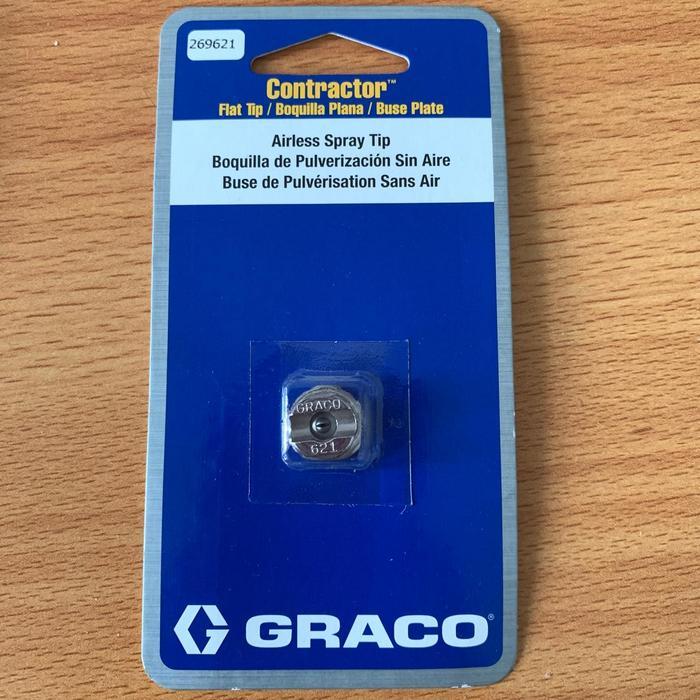 269621
Contractor™
Flat Tip / Boquilla Plana / Buse Plate
Airless Spray Tip
Boquilla de Pulverización Sin Aire
Buse de Pulvérisation Sans Air
GRACO
621
GRACO®